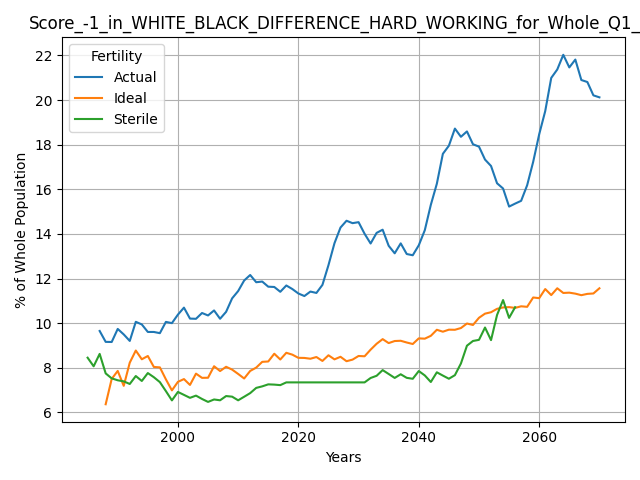 Score_-1_in_WHITE_BLACK_DIFFERENCE_HARD_WORKING_for_Whole_Q1_
Fertility
Actual
Ideal
Sterile
% of Whole Population
22
20
18
16
14
12
10
8
6
2000 2020 2040 2060
Years